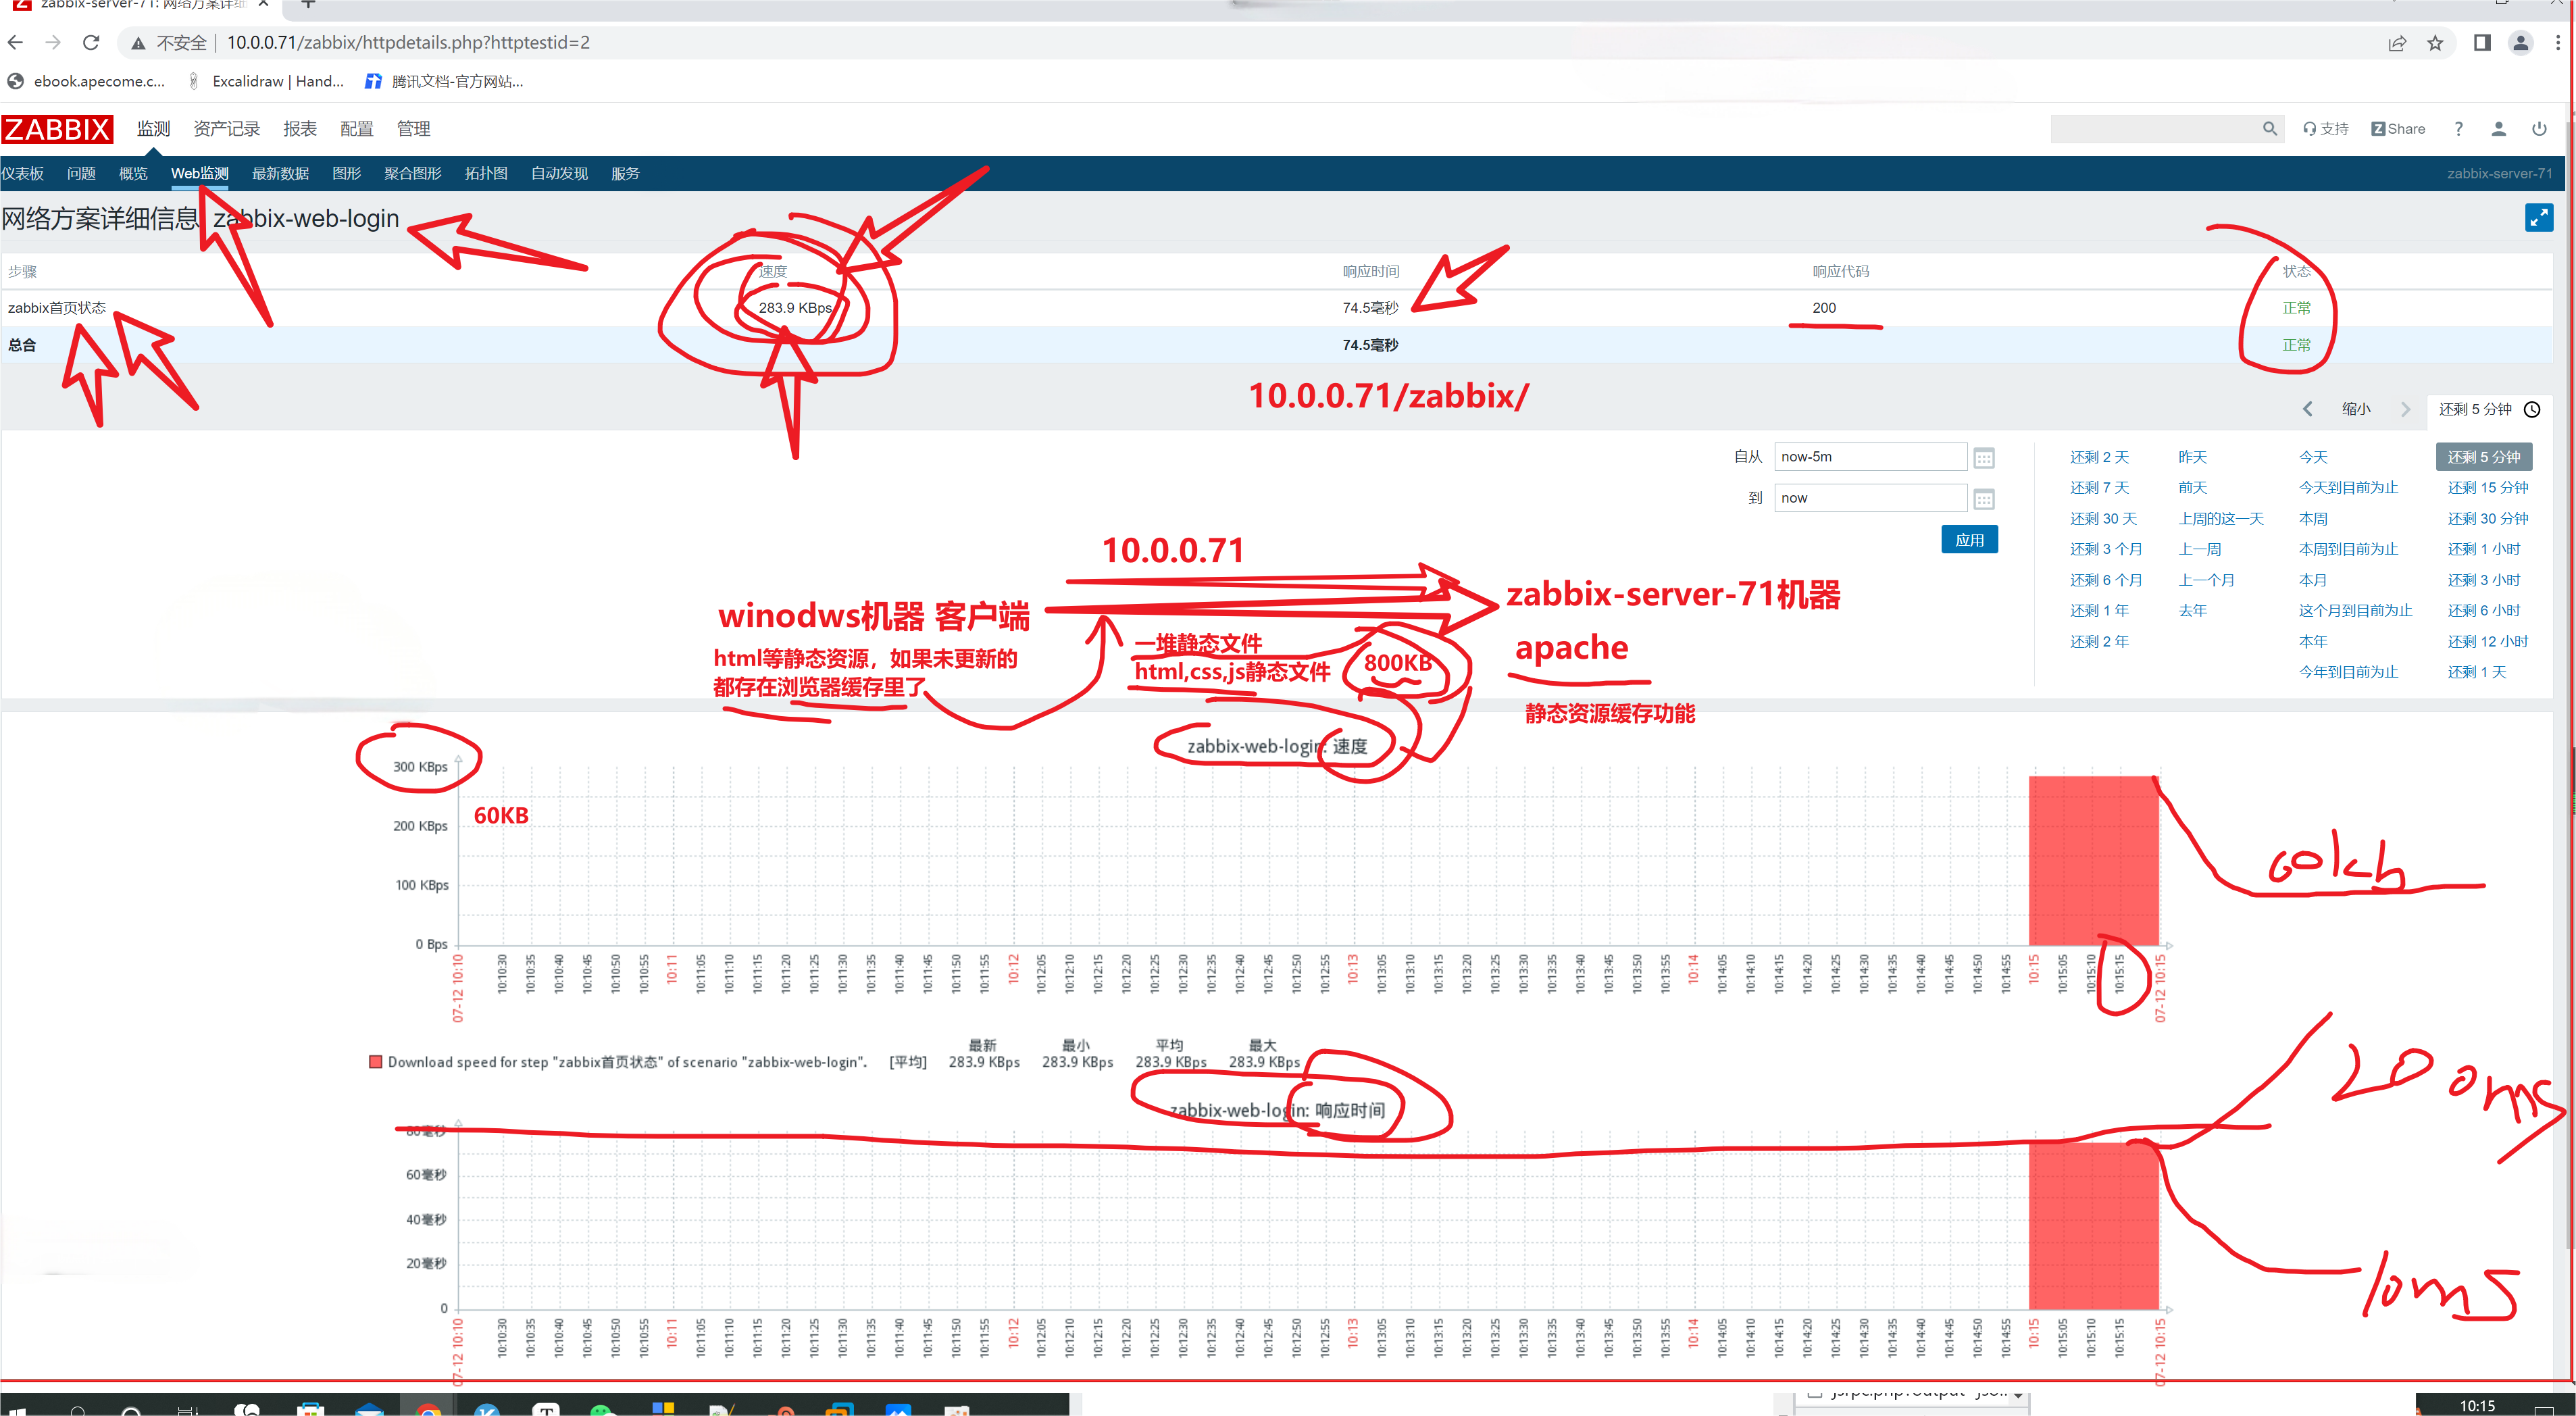 zabbix-server-71: 网络方案详细
不安全 | 10.0.0.71/zabbix/httpdetails.php?httptestid=2
ebook.apecome.c... Excalidraw | Hand... 腾讯文档-官方网站...
ZABBIX 监测 资产记录 报表 配置 管理 支持 Z Share ?
仪表板 问题 概览 Web监测 最新数据 图形 聚合图形 拓扑图 自动发现 服务 zabbix-server-71
网络方案详细信息: zabbix-web-login
步骤 速度 响应时间 响应代码 状态
zabbix首页状态 283.9 KBps 74.5毫秒 200 正常
总合 74.5毫秒 正常
10.0.0.71/zabbix/
缩小 还剩 5 分钟
自从 now-5m
到 now
应用
还剩 2 天 昨天 今天 还剩 5 分钟
还剩 7 天 前天 今天到目前为止 还剩 15 分钟
还剩 30 天 上周的这一天 本周 还剩 30 分钟
还剩 3 个月 上一周 本周到目前为止 还剩 1 小时
还剩 6 个月 上一个月 本月 还剩 3 小时
还剩 1 年 去年 这个月到目前为止 还剩 6 小时
还剩 2 年 本年 还剩 12 小时
今年到目前为止 还剩 1 天
10.0.0.71
winodws机器 客户端
zabbix-server-71机器
html等静态资源，如果未更新的
都存在浏览器缓存里了
一堆静态文件
html,css,js静态文件
800KB
apache
静态资源缓存功能
zabbix-web-login: 速度
300 KBps
60KB
200 KBps
100 KBps
0 Bps
60kb
07-12 10:10 10:10:30 10:10:35 10:10:40 10:10:45 10:10:50 10:10:55 10:11 10:11:05 10:11:10 10:11:15 10:11:20 10:11:25 10:11:30 10:11:35 10:11:40 10:11:45 10:11:50 10:11:55 10:12 10:12:05 10:12:10 10:12:15 10:12:20 10:12:25 10:12:30 10:12:35 10:12:40 10:12:45 10:12:50 10:12:55 10:13 10:13:05 10:13:10 10:13:15 10:13:20 10:13:25 10:13:30 10:13:35 10:13:40 10:13:45 10:13:50 10:13:55 10:14 10:14:05 10:14:10 10:14:15 10:14:20 10:14:25 10:14:30 10:14:35 10:14:40 10:14:45 10:14:50 10:14:55 10:15 10:15:05 10:15:10 10:15:15 07-12 10:15
最新 最小 平均 最大
Download speed for step "zabbix首页状态" of scenario "zabbix-web-login". [平均] 283.9 KBps 283.9 KBps 283.9 KBps 283.9 KBps
zabbix-web-login: 响应时间
200ms
80毫秒
60毫秒
40毫秒
20毫秒
0
10ms
07-12 10:10 10:10:30 10:10:35 10:10:40 10:10:45 10:10:50 10:10:55 10:11 10:11:05 10:11:10 10:11:15 10:11:20 10:11:25 10:11:30 10:11:35 10:11:40 10:11:45 10:11:50 10:11:55 10:12 10:12:05 10:12:10 10:12:15 10:12:20 10:12:25 10:12:30 10:12:35 10:12:40 10:12:45 10:12:50 10:12:55 10:13 10:13:05 10:13:10 10:13:15 10:13:20 10:13:25 10:13:30 10:13:35 10:13:40 10:13:45 10:13:50 10:13:55 10:14 10:14:05 10:14:10 10:14:15 10:14:20 10:14:25 10:14:30 10:14:35 10:14:40 10:14:45 10:14:50 10:14:55 10:15 10:15:05 10:15:10 10:15:15 07-12 10:15
10:15